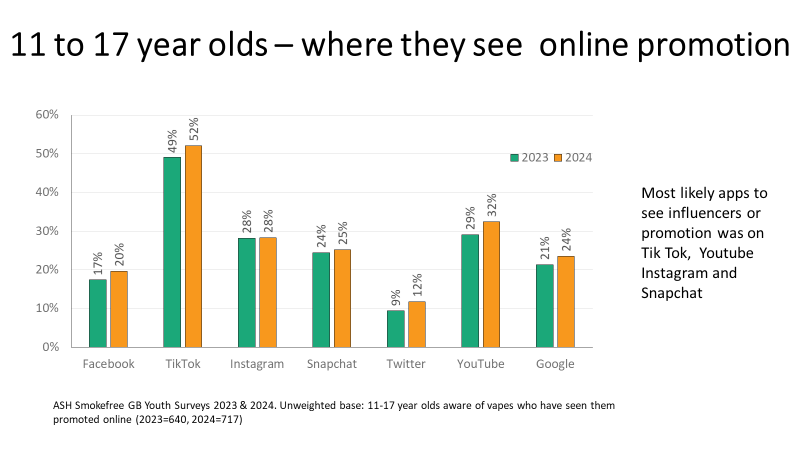 11 to 17 year olds – where they see  online promotion
60%
50%
40%
30%
20%
10%
0%
17%
20%
49%
52%
28%
28%
24%
25%
9%
12%
29%
32%
21%
24%
2023 2024
Facebook TikTok Instagram Snapchat Twitter YouTube Google
Most likely apps to
see influencers or
promotion was on
Tik Tok,  Youtube
Instagram and
Snapchat
ASH Smokefree GB Youth Surveys 2023 & 2024. Unweighted base: 11-17 year olds aware of vapes who have seen them
promoted online (2023=640, 2024=717)